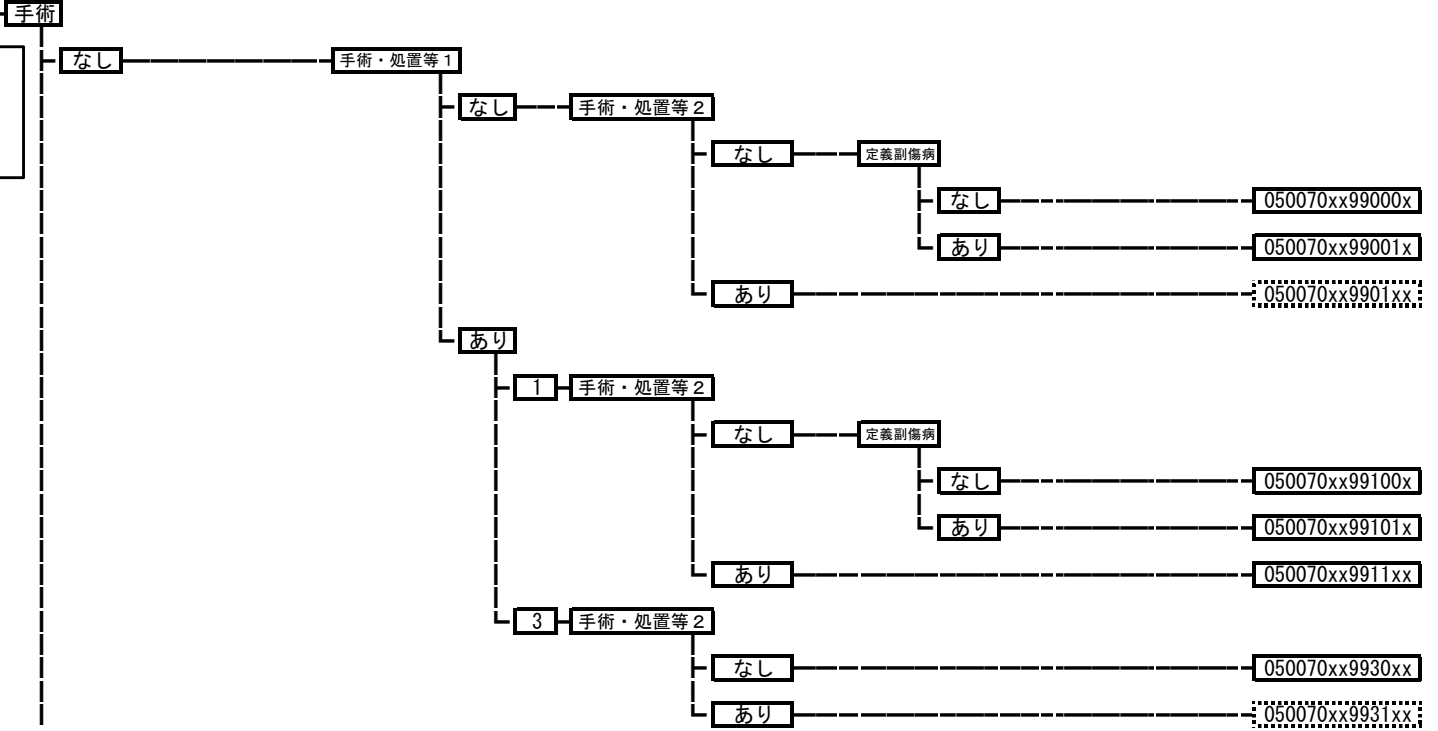 手術
なし 手術・処置等1
なし 手術・処置等2
なし 定義副傷病
なし 050070xx99000x
あり 050070xx99001x
あり 050070xx9901xx
あり
1 手術・処置等2
なし 定義副傷病
なし 050070xx99100x
あり 050070xx99101x
あり 050070xx9911xx
3 手術・処置等2
なし 050070xx9930xx
あり 050070xx9931xx